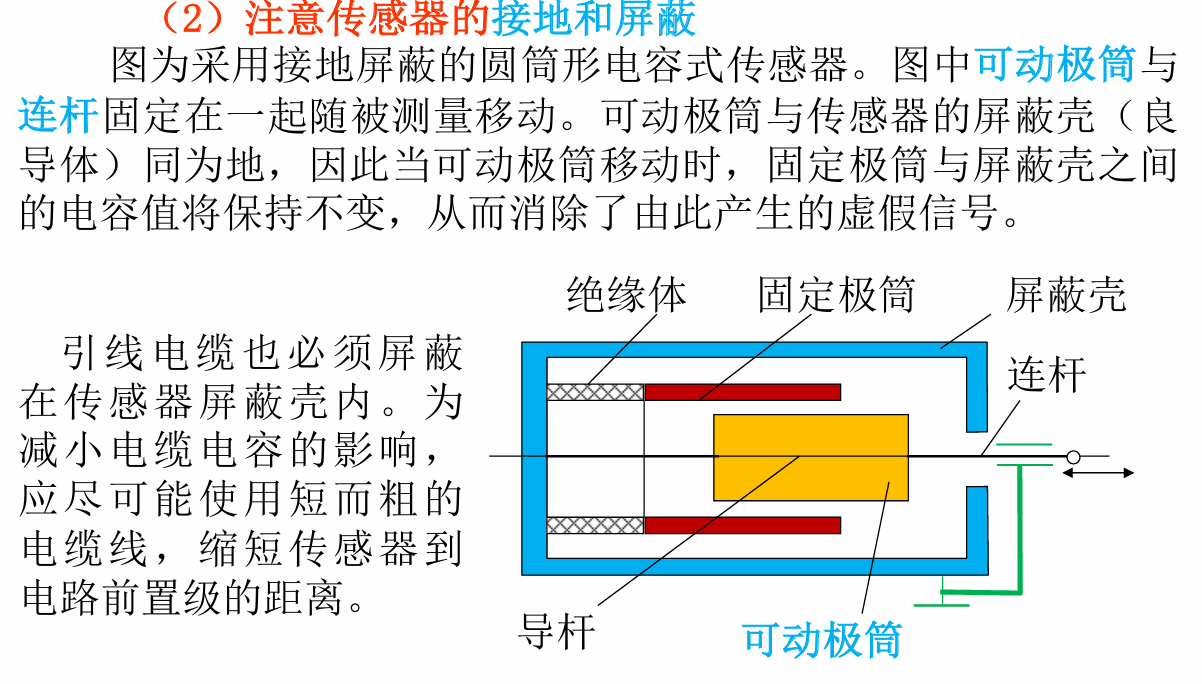 （2）注意传感器的接地和屏蔽
图为采用接地屏蔽的圆筒形电容式传感器。图中可动极筒与
连杆固定在一起随被测量移动。可动极筒与传感器的屏蔽壳（良
导体）同为地，因此当可动极筒移动时，固定极筒与屏蔽壳之间
的电容值将保持不变，从而消除了由此产生的虚假信号。
引线电缆也必须屏蔽
在传感器屏蔽壳内。为
减小电缆电容的影响，
应尽可能使用短而粗的
电缆线，缩短传感器到
电路前置级的距离。
绝缘体
固定极筒
屏蔽壳
连杆
导杆
可动极筒